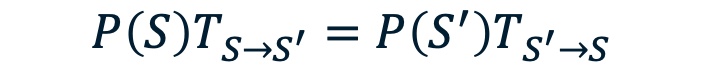 P(S)T_{S→S′} = P(S′)T_{S′→S}